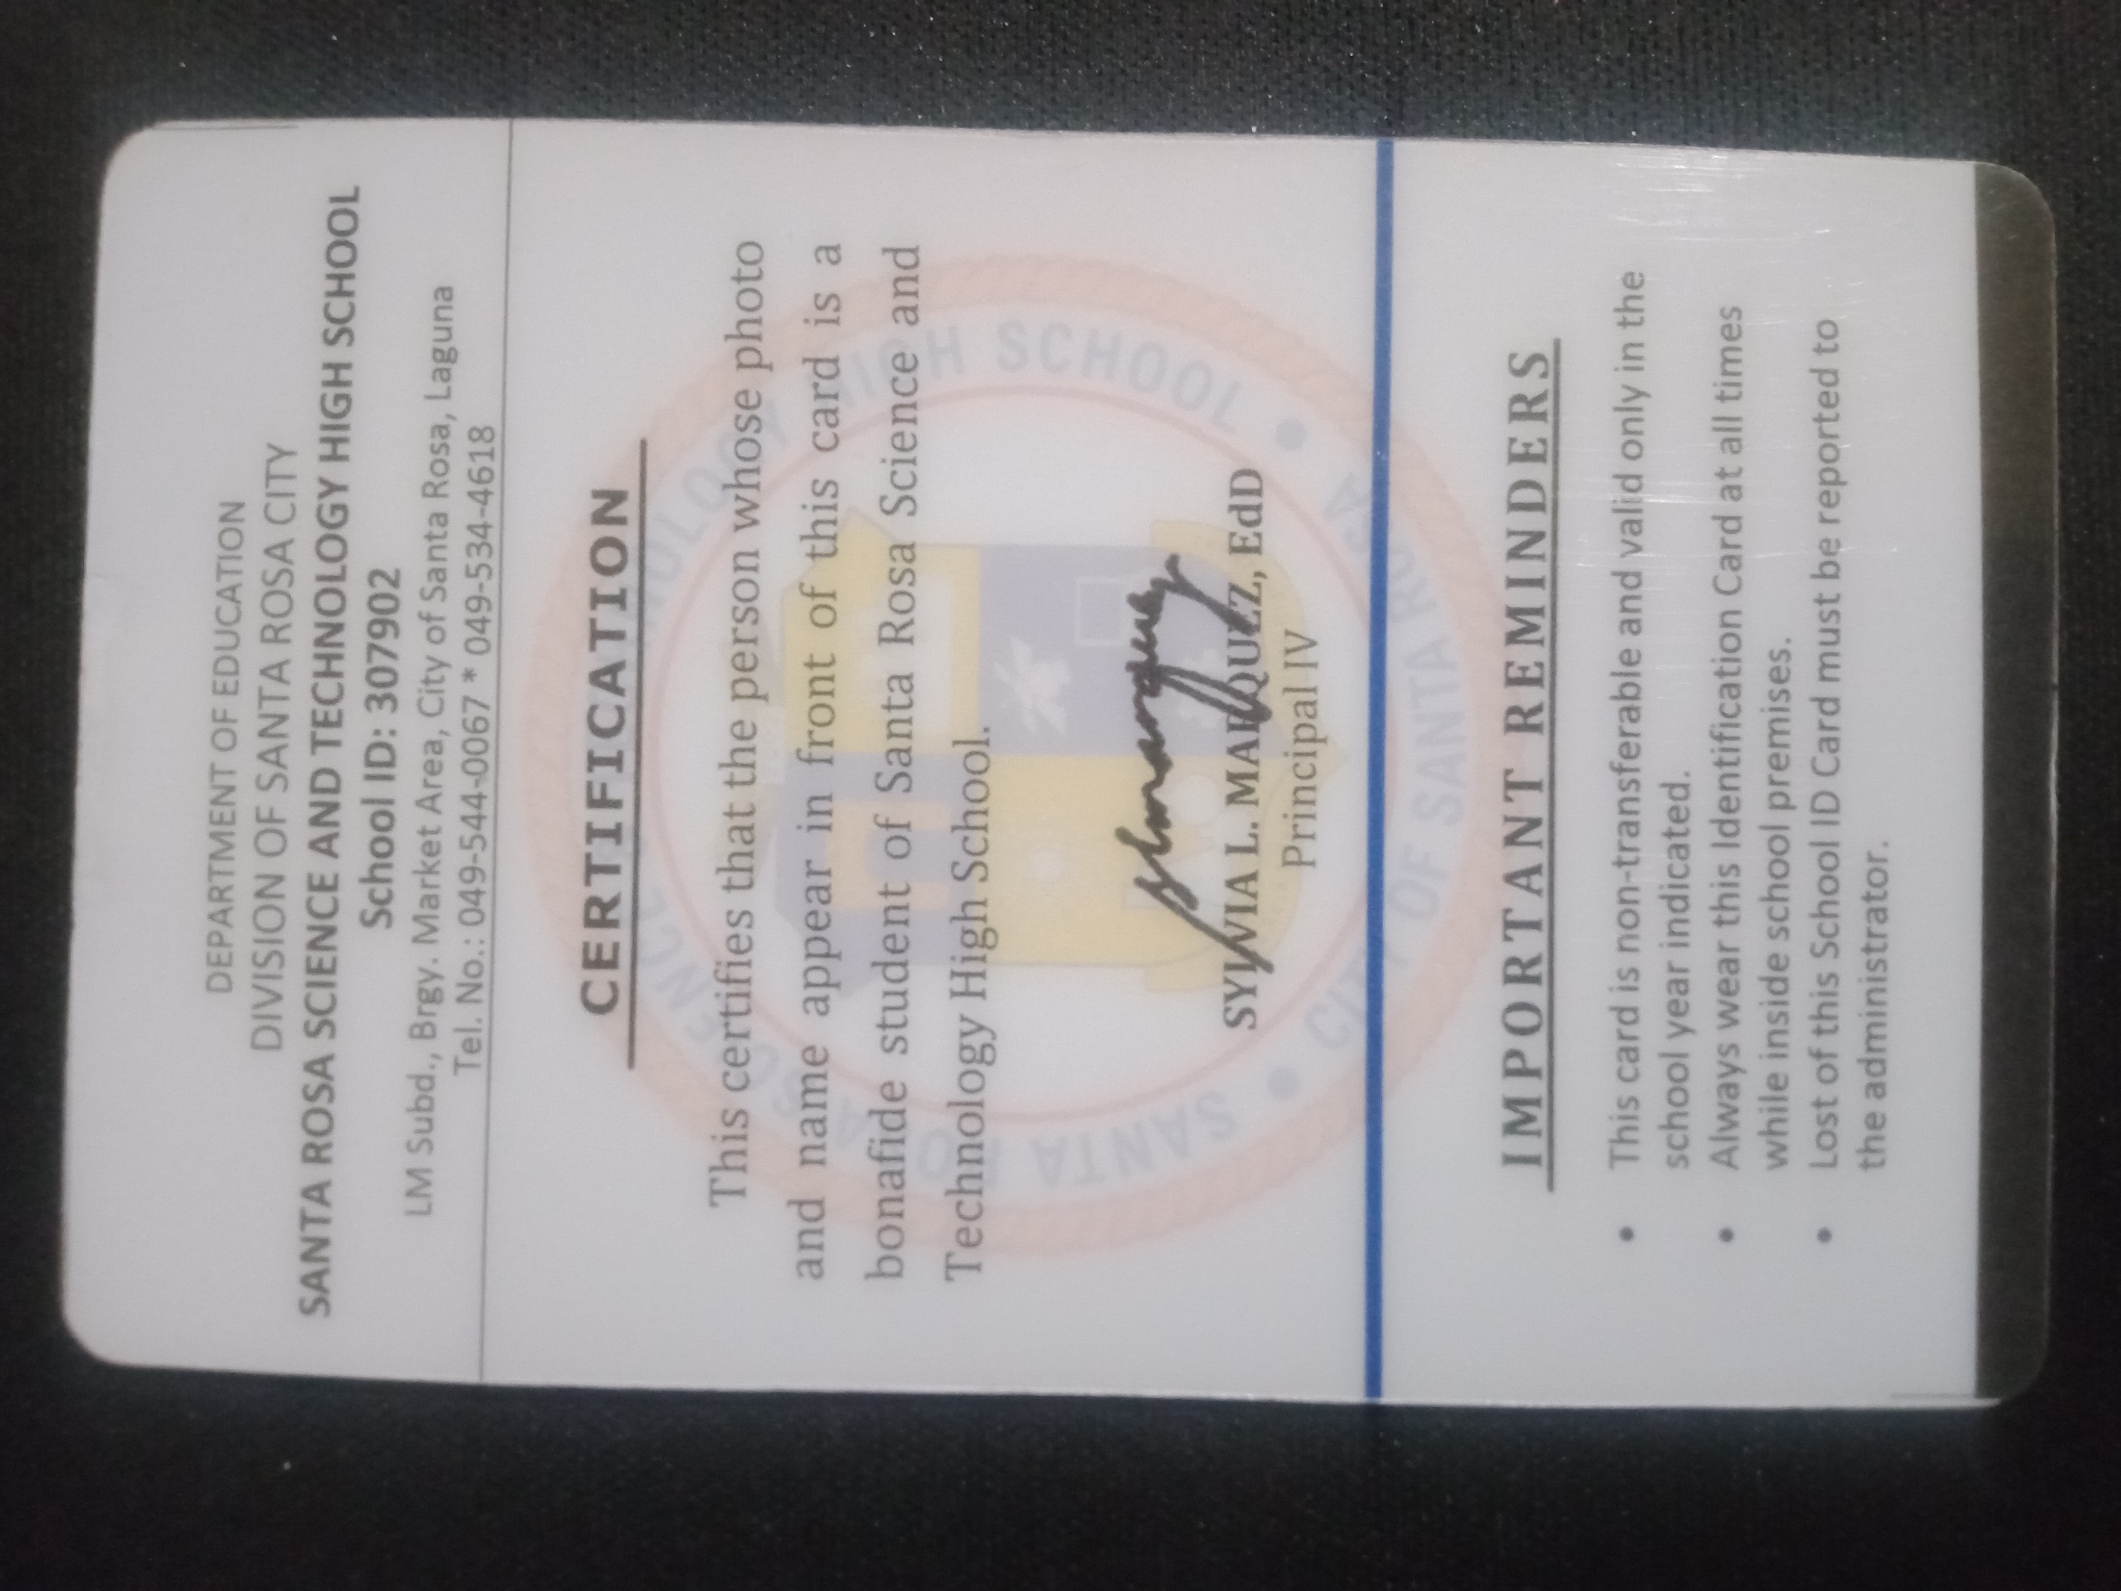 DEPARTMENT OF EDUCATION
DIVISION OF SANTA ROSA CITY
SANTA ROSA SCIENCE AND TECHNOLOGY HIGH SCHOOL
School ID: 307902
LM Subd., Brgy. Market Area, City of Santa Rosa, Laguna
Tel. No.: 049-544-0067 * 049-534-4618
CERTIFICATION
This certifies that the person whose photo
and name appear in front of this card is a
bonafide student of Santa Rosa Science and
Technology High School.
SYLVIA L. MARQUEZ, EdD
Principal IV
IMPORTANT REMINDERS
• This card is non-transferable and valid only in the
school year indicated.
• Always wear this Identification Card at all times
while inside school premises.
• Lost of this School ID Card must be reported to
the administrator.
SANTA ROSA SCIENCE TECHNOLOGY HIGH SCHOOL
CITY OF SANTA ROSA